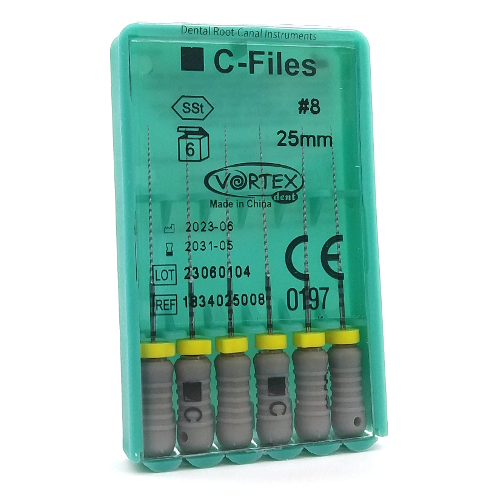 Dental Root Canal Instruments
C-Files
SSt
#8
6
25mm
VORTEX
dent
Made in China
2023-06
2031-05
LOT 23060104
REF 1834025008
CE
0197
C
C